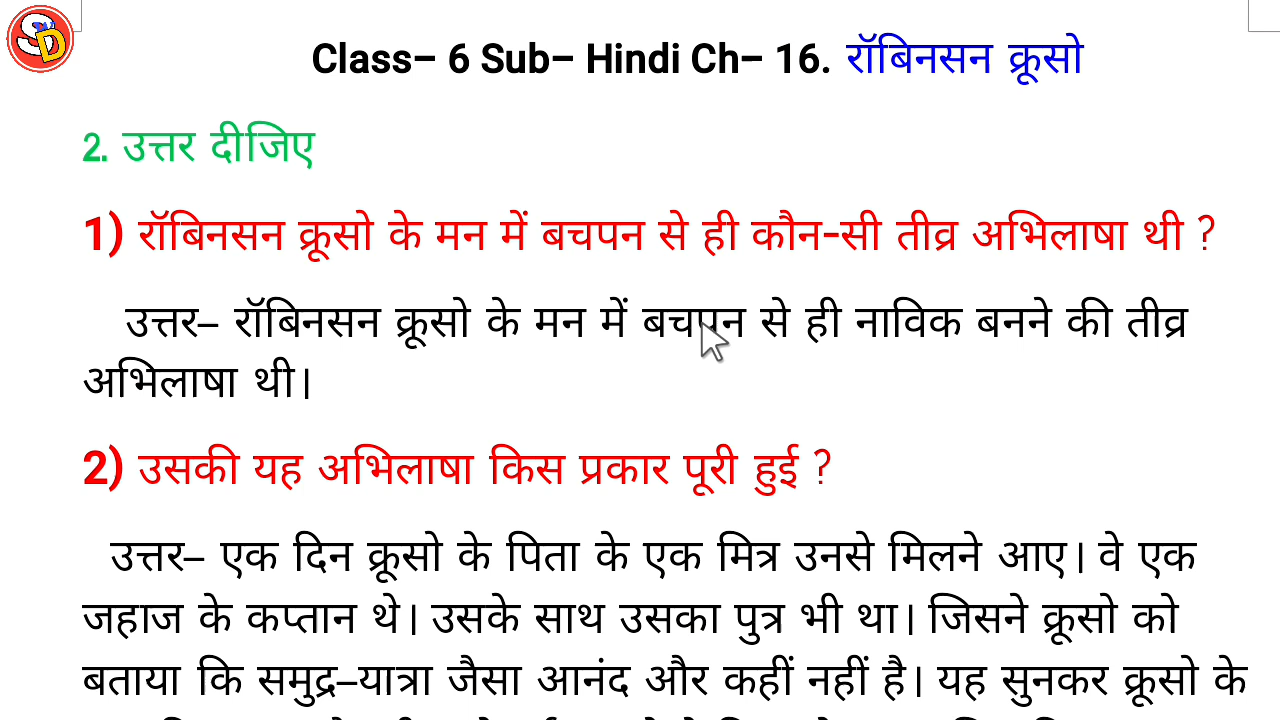 SD
Class– 6 Sub– Hindi Ch– 16. रॉबिनसन क्रूसो
2. उत्तर दीजिए
1) रॉबिनसन क्रूसो के मन में बचपन से ही कौन-सी तीव्र अभिलाषा थी ?
उत्तर– रॉबिनसन क्रूसो के मन में बचपन से ही नाविक बनने की तीव्र
अभिलाषा थी।
2) उसकी यह अभिलाषा किस प्रकार पूरी हुई ?
उत्तर– एक दिन क्रूसो के पिता के एक मित्र उनसे मिलने आए। वे एक
जहाज के कप्तान थे। उसके साथ उसका पुत्र भी था। जिसने क्रूसो को
बताया कि समुद्र–यात्रा जैसा आनंद और कहीं नहीं है। यह सुनकर क्रूसो के